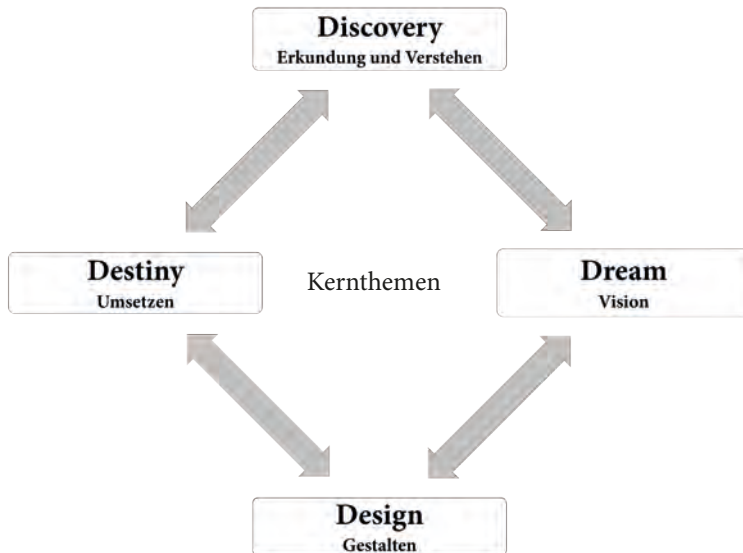 Discovery
Erkundung und Verstehen
Destiny
Umsetzen
Kernthemen
Dream
Vision
Design
Gestalten